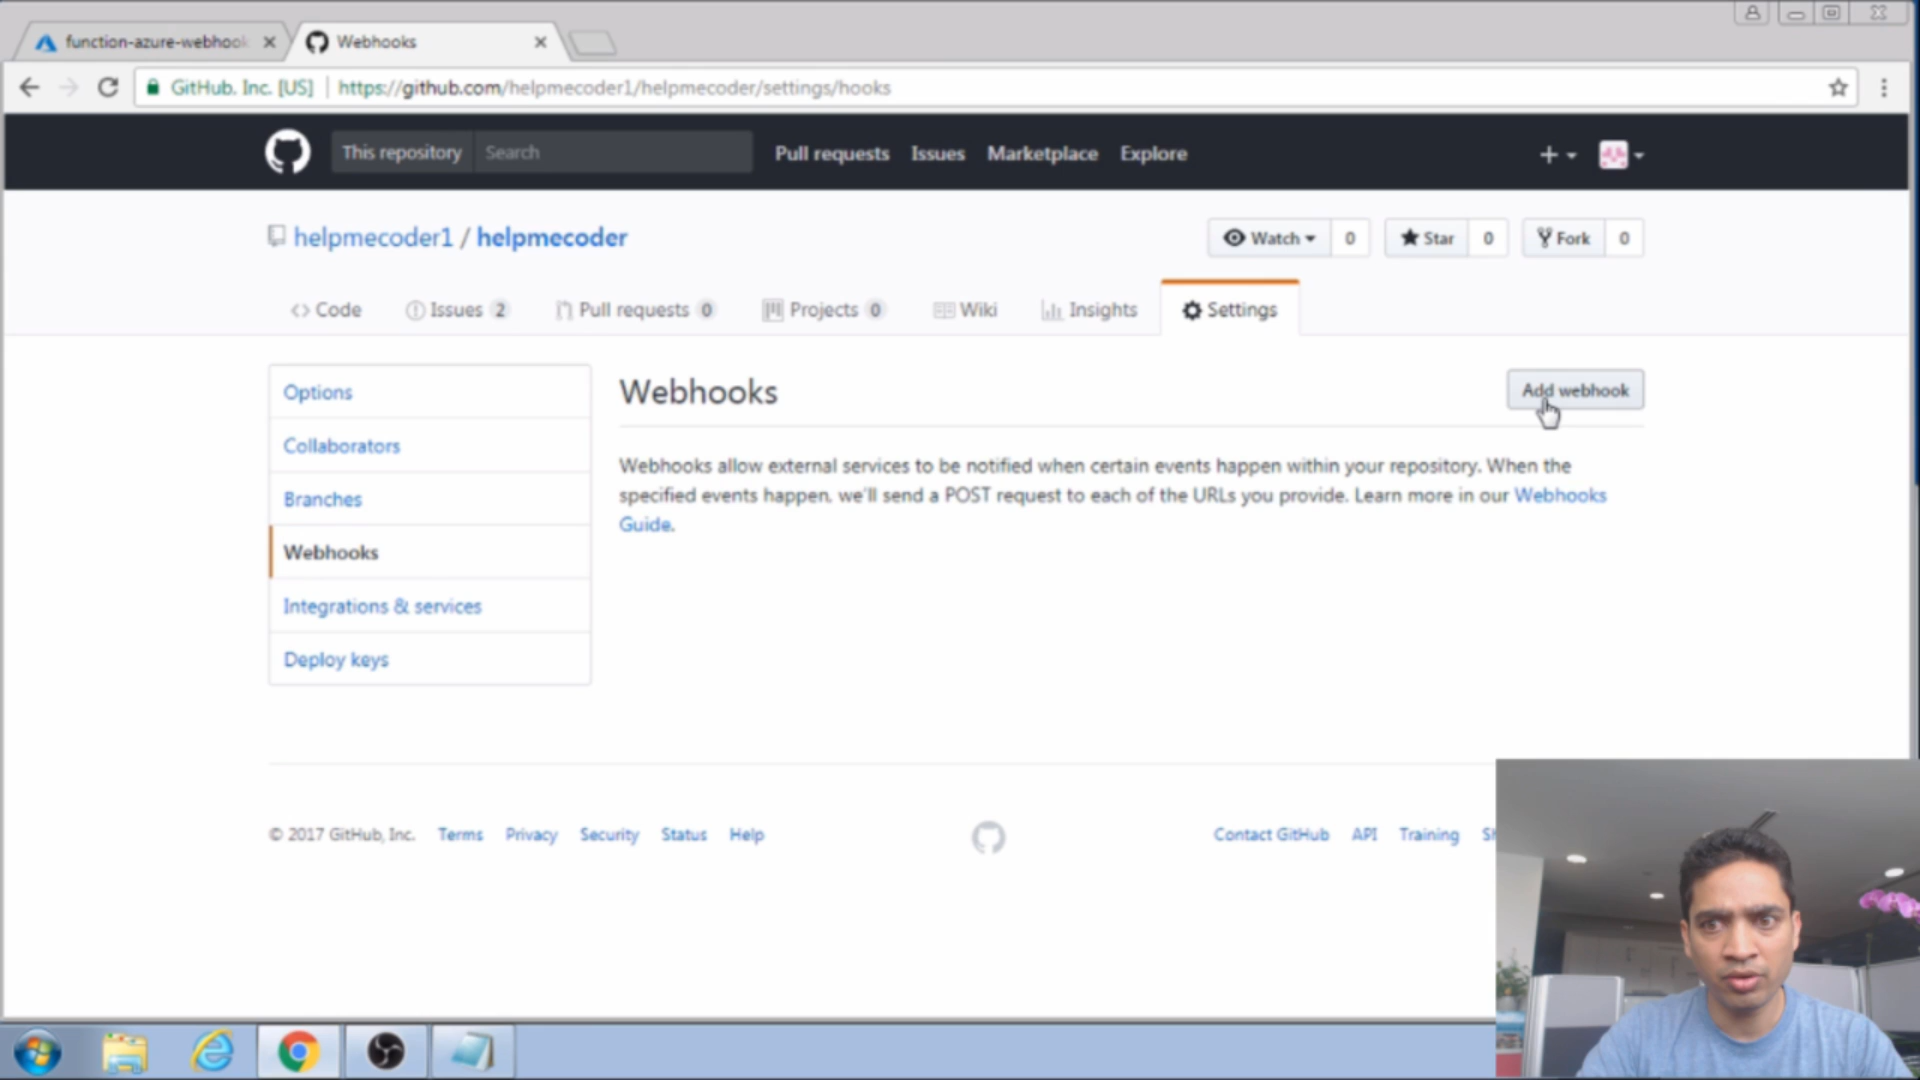 function-azure-webhook
Webhooks
GitHub, Inc. [US]
https://github.com/helpmecoder1/helpmecoder/settings/hooks
This repository
Search
Pull requests
Issues
Marketplace
Explore
helpmecoder1 / helpmecoder
Watch 0
Star 0
Fork 0
Code
Issues 2
Pull requests 0
Projects 0
Wiki
Insights
Settings
Options
Collaborators
Branches
Webhooks
Integrations & services
Deploy keys
Webhooks
Add webhook
Webhooks allow external services to be notified when certain events happen within your repository. When the
specified events happen, we'll send a POST request to each of the URLs you provide. Learn more in our Webhooks
Guide.
© 2017 GitHub, Inc. Terms Privacy Security Status Help
Contact GitHub API Training